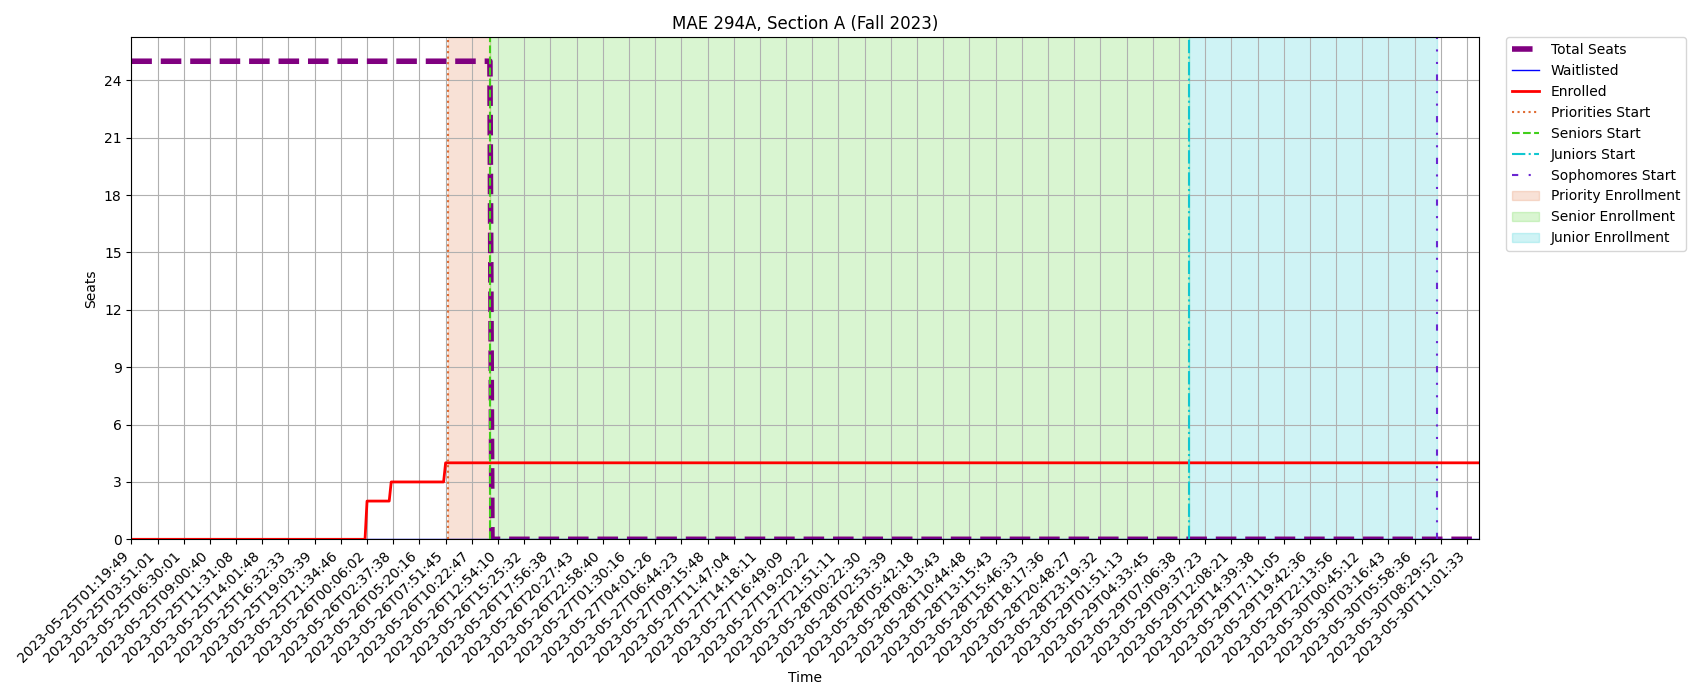 MAE 294A, Section A (Fall 2023)
Total Seats
Waitlisted
Enrolled
Priorities Start
Seniors Start
Juniors Start
Sophomores Start
Priority Enrollment
Senior Enrollment
Junior Enrollment
Seats
24
21
18
15
12
9
6
3
0
2023-05-25T01:19:49
2023-05-25T03:51:01
2023-05-25T06:30:01
2023-05-25T09:00:40
2023-05-25T11:31:08
2023-05-25T14:01:48
2023-05-25T16:32:33
2023-05-25T19:03:39
2023-05-25T21:34:46
2023-05-26T00:06:02
2023-05-26T02:37:38
2023-05-26T05:20:16
2023-05-26T07:51:45
2023-05-26T10:22:47
2023-05-26T12:54:10
2023-05-26T15:25:32
2023-05-26T17:56:38
2023-05-26T20:27:43
2023-05-26T22:58:40
2023-05-27T01:30:16
2023-05-27T04:01:26
2023-05-27T06:44:23
2023-05-27T09:15:48
2023-05-27T11:47:04
2023-05-27T14:18:11
2023-05-27T16:49:09
2023-05-27T19:20:22
2023-05-27T21:51:11
2023-05-28T00:22:30
2023-05-28T02:53:39
2023-05-28T05:42:18
2023-05-28T08:13:43
2023-05-28T10:44:48
2023-05-28T13:15:43
2023-05-28T15:46:33
2023-05-28T18:17:36
2023-05-28T20:48:27
2023-05-28T23:19:32
2023-05-29T01:51:13
2023-05-29T04:33:45
2023-05-29T07:06:38
2023-05-29T09:37:23
2023-05-29T12:08:21
2023-05-29T14:39:38
2023-05-29T17:11:05
2023-05-29T19:42:36
2023-05-29T22:13:56
2023-05-30T00:45:12
2023-05-30T03:16:43
2023-05-30T05:58:36
2023-05-30T08:29:52
2023-05-30T11:01:33
Time